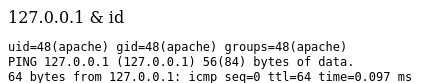 127.0.0.1 & id
uid=48(apache) gid=48(apache) groups=48(apache)
PING 127.0.0.1 (127.0.0.1) 56(84) bytes of data.
64 bytes from 127.0.0.1: icmp_seq=0 ttl=64 time=0.097 ms